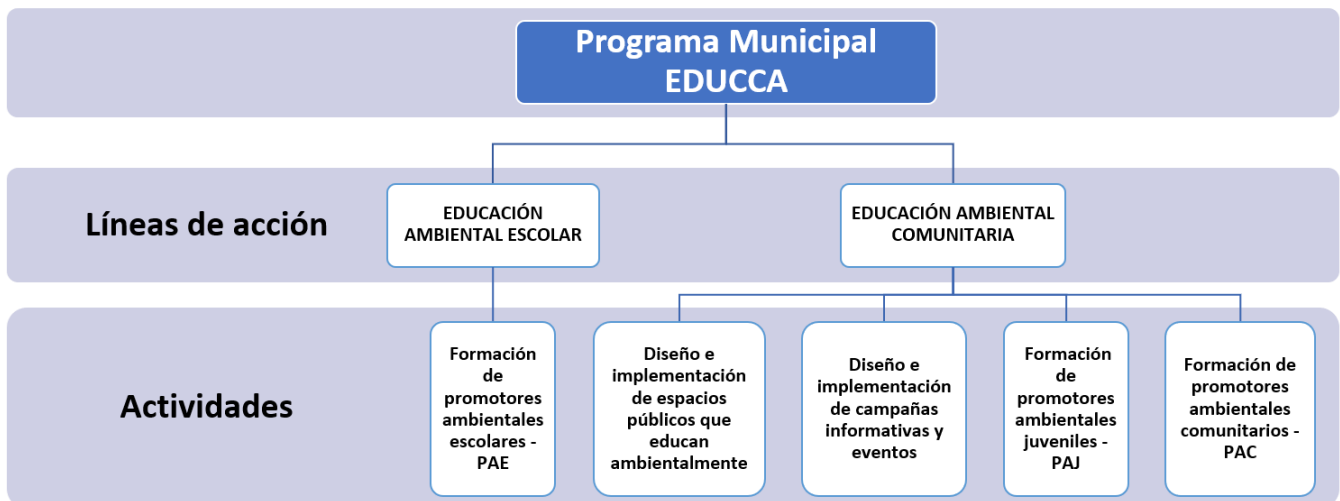 Programa Municipal
EDUCCA
Líneas de acción
EDUCACIÓN
AMBIENTAL ESCOLAR
EDUCACIÓN AMBIENTAL
COMUNITARIA
Actividades
Formación
de
promotores
ambientales
escolares -
PAE
Diseño e
implementación
de espacios
públicos que
educan
ambientalmente
Diseño e
implementación
de campañas
informativas y
eventos
Formación
de
promotores
ambientales
juveniles -
PAJ
Formación de
promotores
ambientales
comunitarios -
PAC